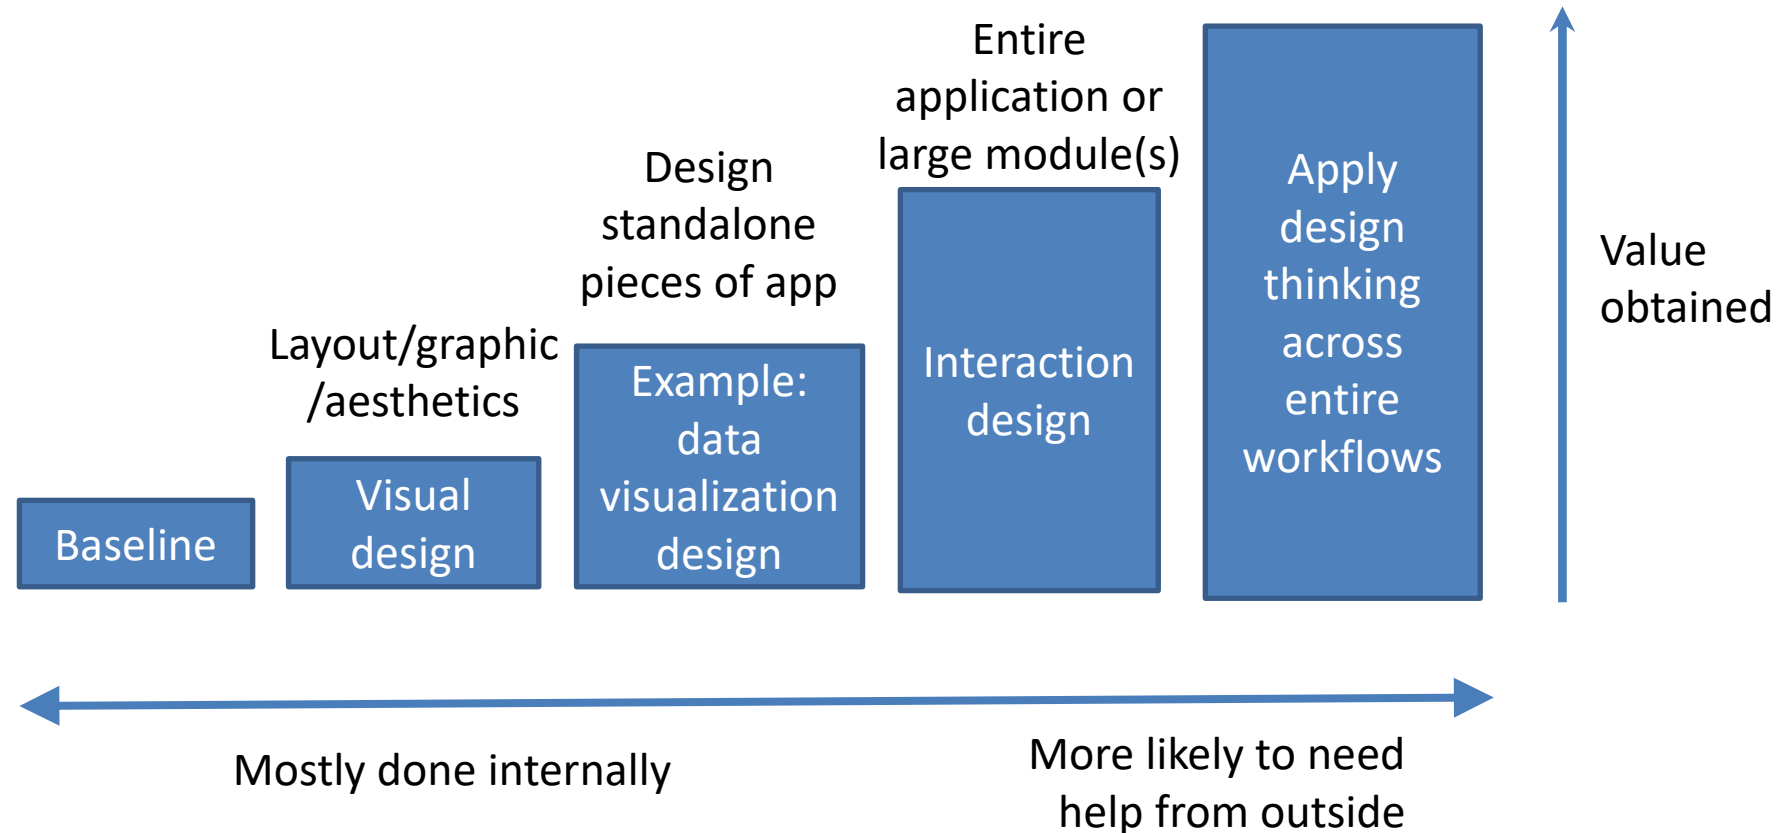 Baseline
Layout/graphic
/aesthetics
Visual
design
Design
standalone
pieces of app
Example:
data
visualization
design
Entire
application or
large module(s)
Interaction
design
Apply
design
thinking
across
entire
workflows
Value
obtained
Mostly done internally
More likely to need
help from outside